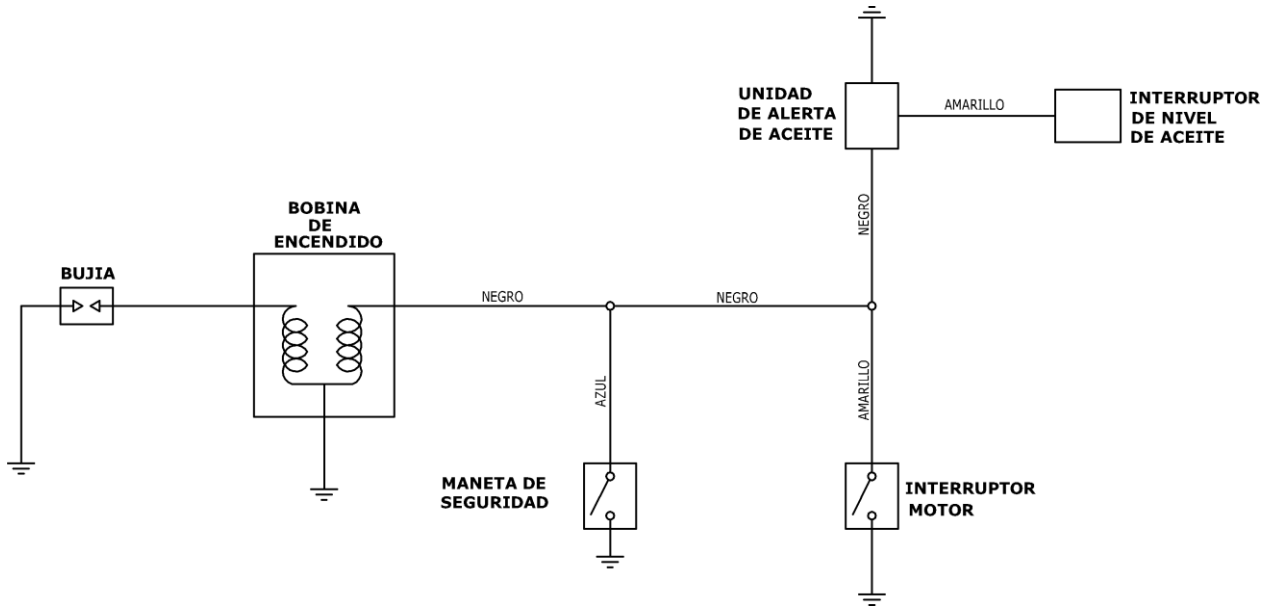 UNIDAD
DE ALERTA
DE ACEITE
AMARILLO
INTERRUPTOR
DE NIVEL
DE ACEITE
NEGRO
BOBINA
DE
ENCENDIDO
BUJIA
NEGRO
NEGRO
AZUL
AMARILLO
MANETA DE
SEGURIDAD
INTERRUPTOR
MOTOR